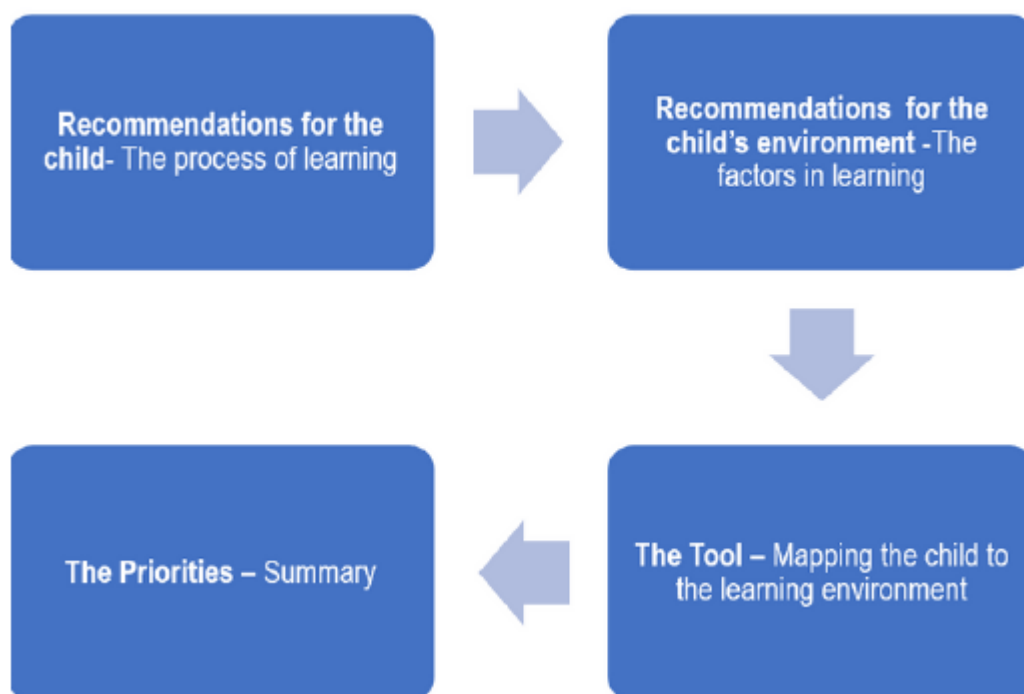 Recommendations for the
child- The process of learning
Recommendations  for the
child's environment -The
factors in learning
The Tool – Mapping the child to
the learning environment
The Priorities – Summary